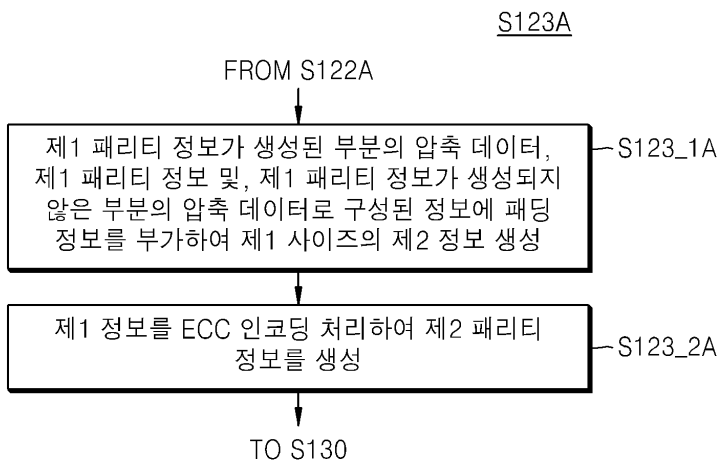 S123A
FROM S122A
제1 패리티 정보가 생성된 부분의 압축 데이터,
제1 패리티 정보 및, 제1 패리티 정보가 생성되지
않은 부분의 압축 데이터로 구성된 정보에 패딩
정보를 부가하여 제1 사이즈의 제2 정보 생성
S123_1A
제1 정보를 ECC 인코딩 처리하여 제2 패리티
정보를 생성
S123_2A
TO S130